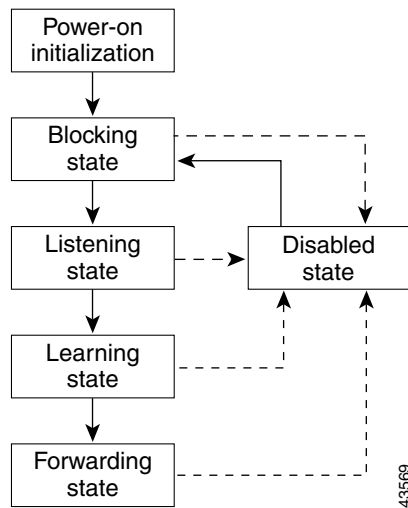 Power-on
initialization
Blocking
state
Listening
state
Disabled
state
Learning
state
Forwarding
state
43569